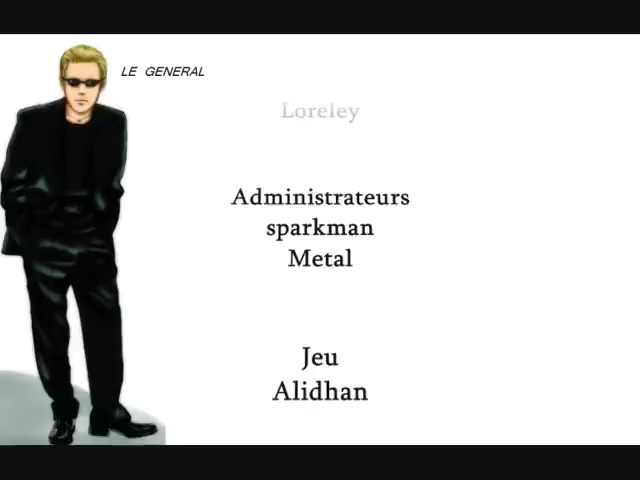 LE GENERAL
Loreley
Administrateurs
sparkman
Metal
Jeu
Alidhan